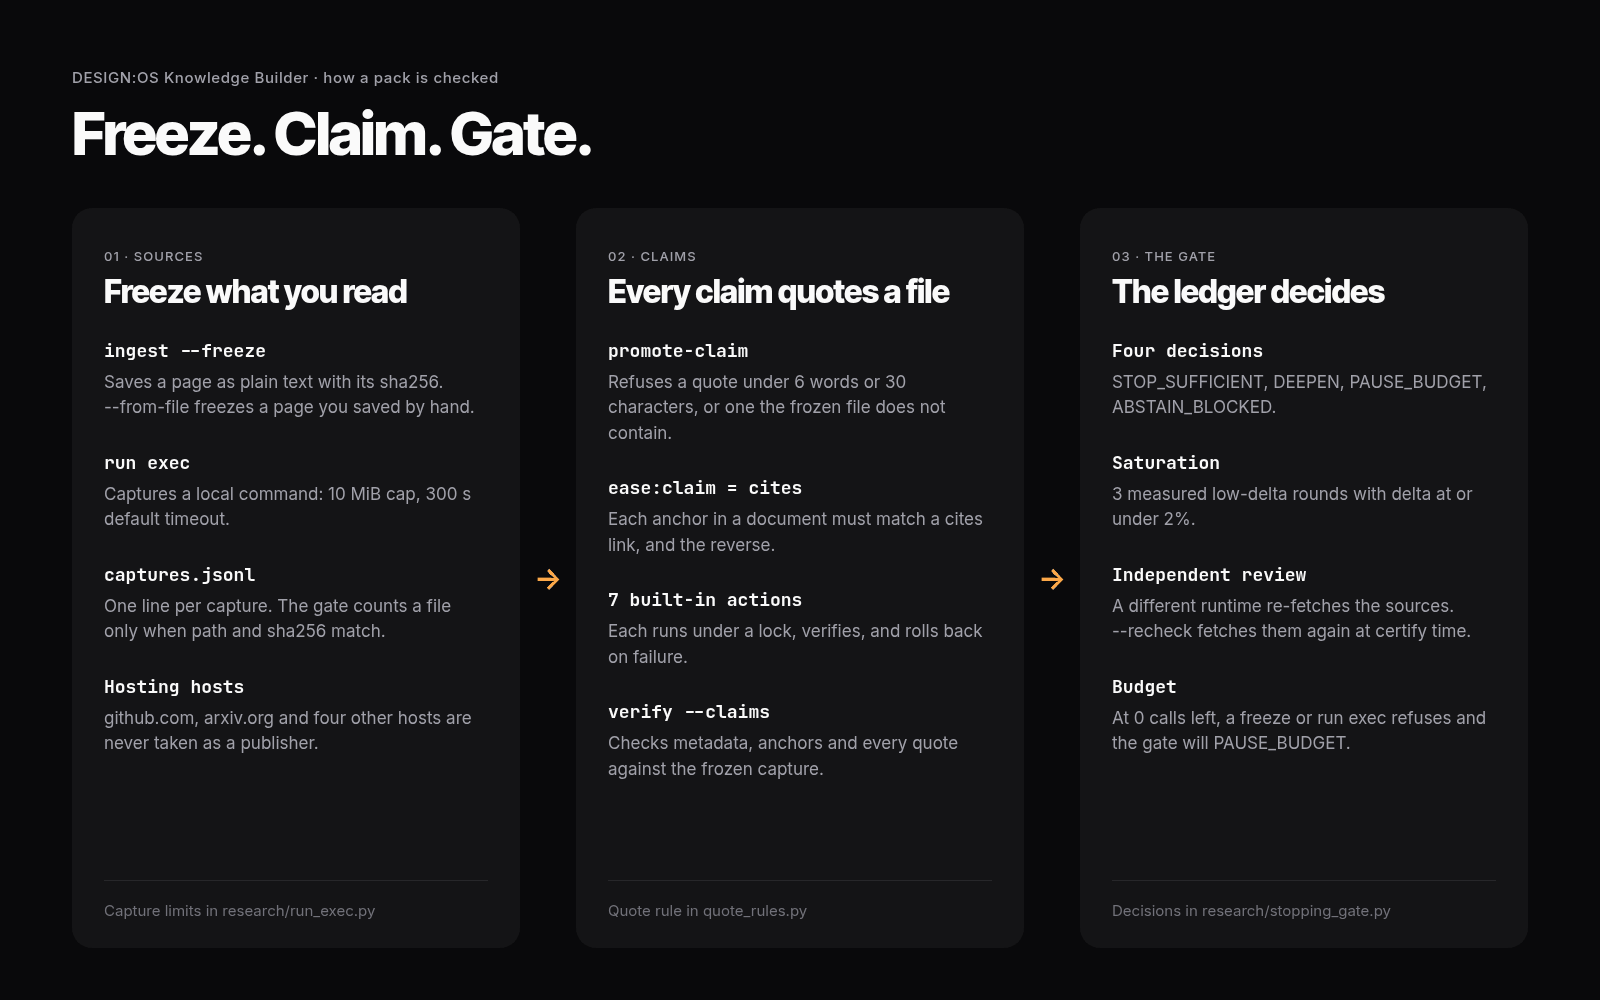 DESIGN:OS Knowledge Builder · how a pack is checked
Freeze. Claim. Gate.
01 · SOURCES
Freeze what you read
ingest --freeze
Saves a page as plain text with its sha256.
--from-file freezes a page you saved by hand.
run exec
Captures a local command: 10 MiB cap, 300 s
default timeout.
captures.jsonl
One line per capture. The gate counts a file
only when path and sha256 match.
Hosting hosts
github.com, arxiv.org and four other hosts are
never taken as a publisher.
Capture limits in research/run_exec.py
→
02 · CLAIMS
Every claim quotes a file
promote-claim
Refuses a quote under 6 words or 30
characters, or one the frozen file does not
contain.
ease:claim = cites
Each anchor in a document must match a cites
link, and the reverse.
7 built-in actions
Each runs under a lock, verifies, and rolls back
on failure.
verify --claims
Checks metadata, anchors and every quote
against the frozen capture.
Quote rule in quote_rules.py
→
03 · THE GATE
The ledger decides
Four decisions
STOP_SUFFICIENT, DEEPEN, PAUSE_BUDGET,
ABSTAIN_BLOCKED.
Saturation
3 measured low-delta rounds with delta at or
under 2%.
Independent review
A different runtime re-fetches the sources.
--recheck fetches them again at certify time.
Budget
At 0 calls left, a freeze or run exec refuses and
the gate will PAUSE_BUDGET.
Decisions in research/stopping_gate.py